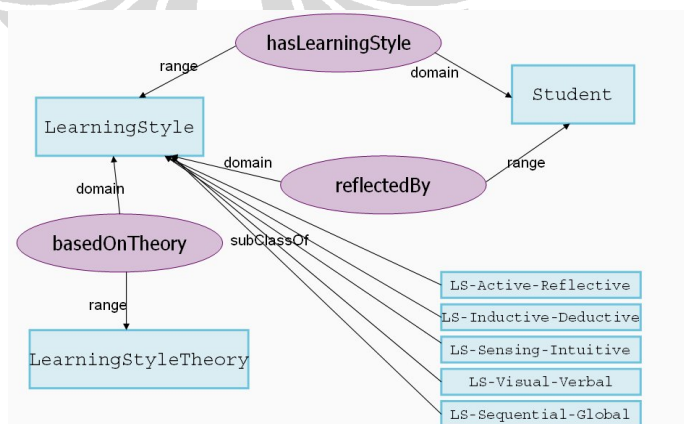 hasLearningStyle
range
domain
Student
LearningStyle
domain
range
reflectedBy
domain
basedOnTheory
subClassOf
LS-Active-Reflective
range
LS-Inductive-Deductive
LearningStyleTheory
LS-Sensing-Intuitive
LS-Visual-Verbal
LS-Sequential-Global